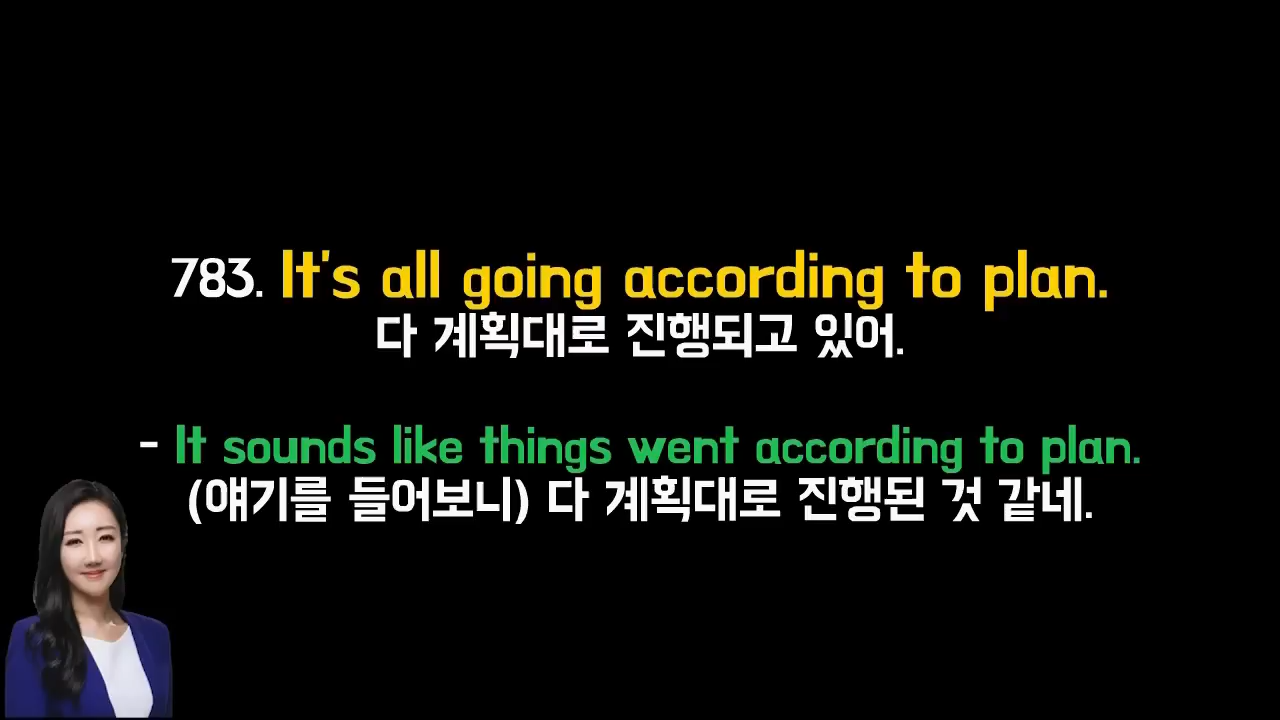 783. It's all going according to plan.
다 계획대로 진행되고 있어.
- It sounds like things went according to plan.
(얘기를 들어보니) 다 계획대로 진행된 것 같네.